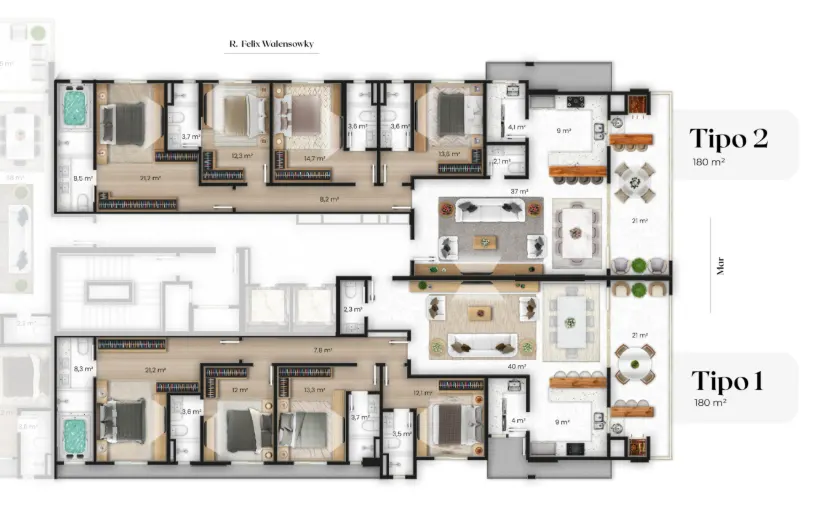 R. Felix Walensowky
Tipo 2
180 m²
Mar
Tipo 1
180 m²
3,7 m²
12,3 m²
14,7 m²
3,6 m²
3,6 m²
13,5 m²
4,1 m²
9 m²
2,1 m²
8,5 m²
21,2 m²
8,2 m²
37 m²
21 m²
2,3 m²
7,8 m²
40 m²
21 m²
8,3 m²
21,2 m²
3,6 m²
12 m²
13,3 m²
3,7 m²
3,5 m²
12,1 m²
4 m²
9 m²